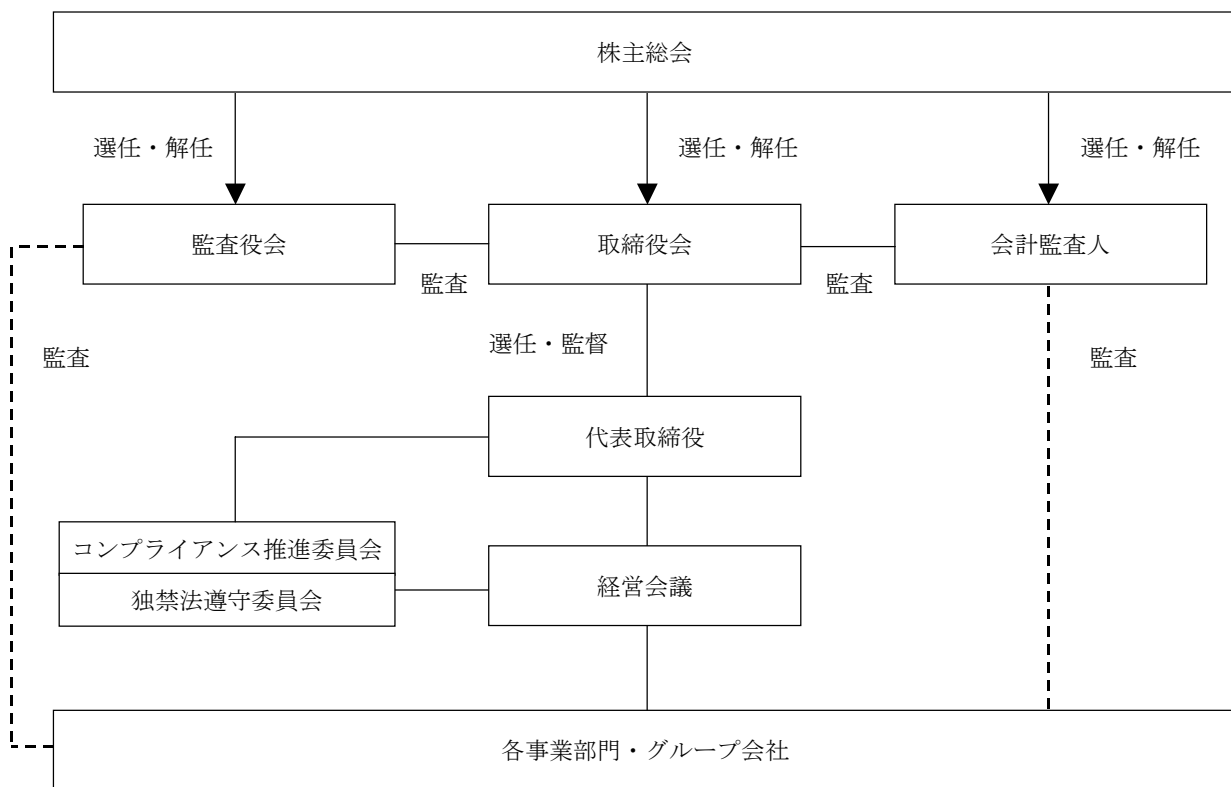 株主総会
選任・解任
選任・解任
選任・解任
監査役会
取締役会
会計監査人
監査
監査
選任・監督
監査
監査
代表取締役
コンプライアンス推進委員会
独禁法遵守委員会
経営会議
各事業部門・グループ会社